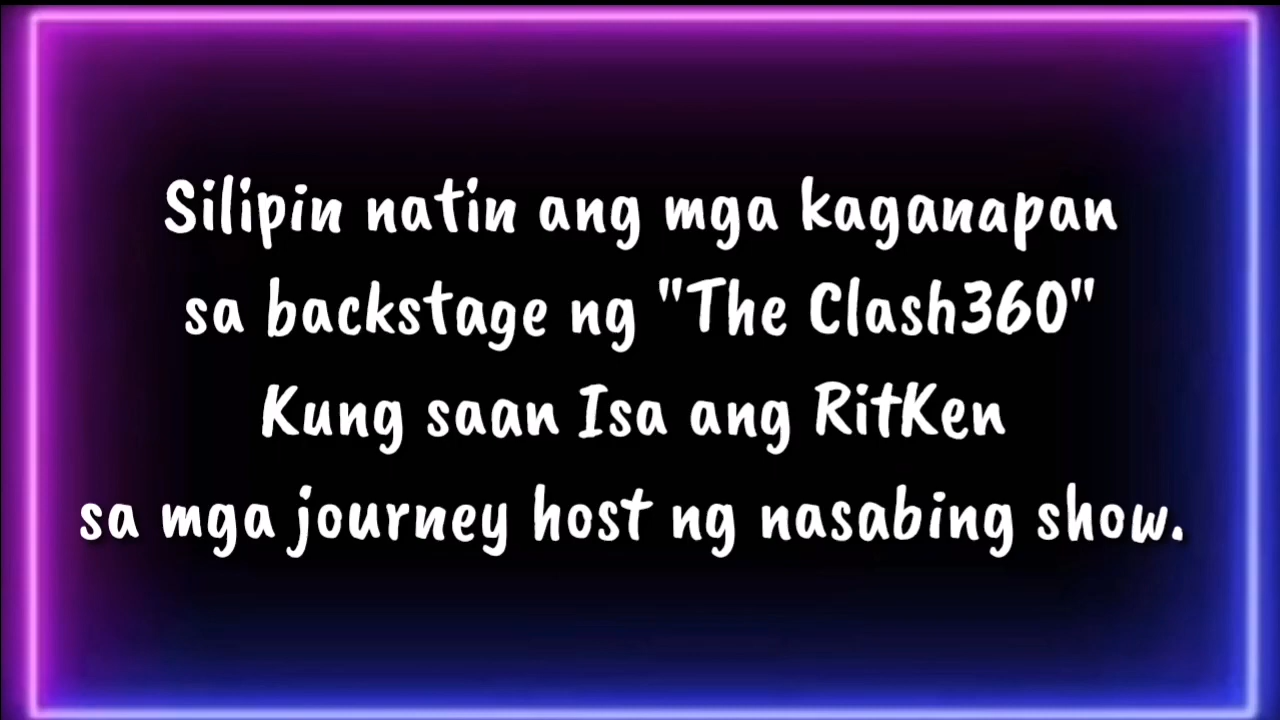 Silipin natin ang mga kaganapan
sa backstage ng "The Clash360"
Kung saan Isa ang RitKen
sa mga journey host ng nasabing show.